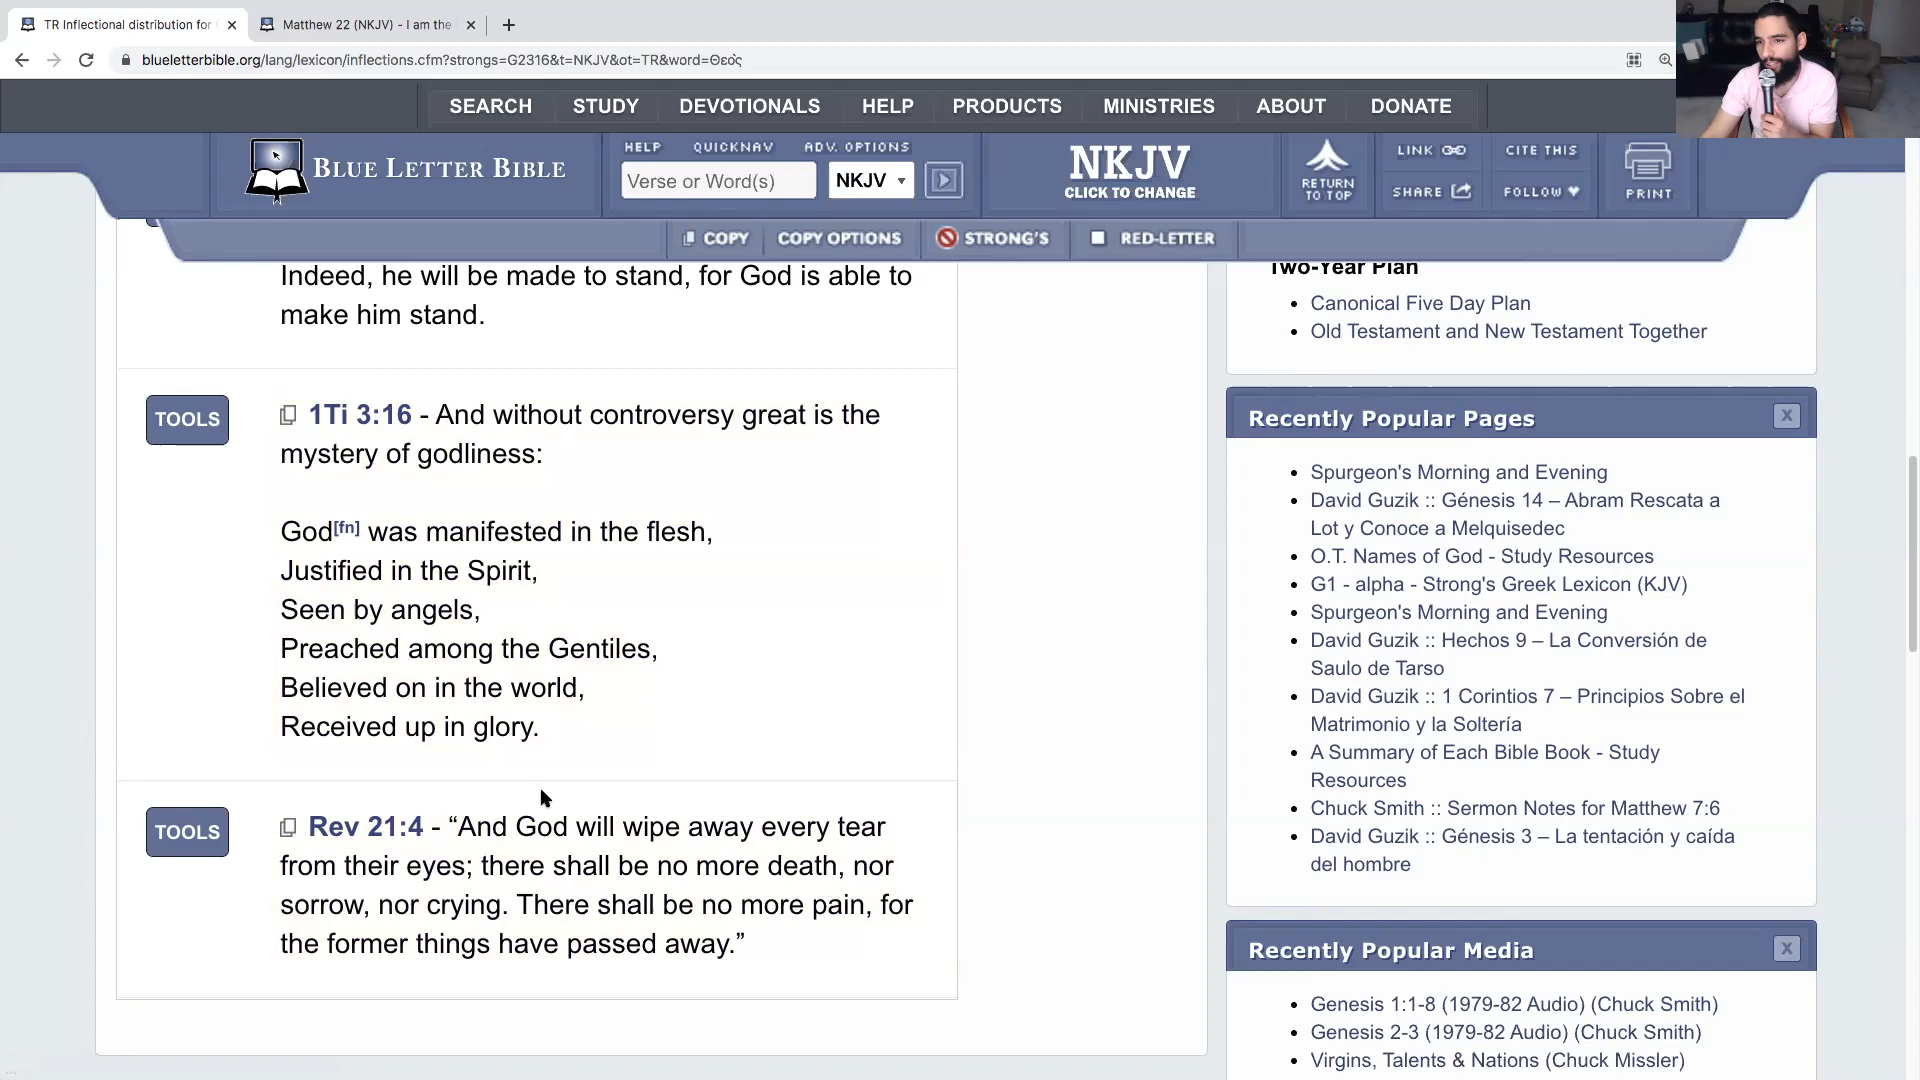 TR Inflectional distribution for
Matthew 22 (NKJV) - I am the
blueletterbible.org/lang/lexicon/inflections.cfm?strongs=G2316&t=NKJV&ot=TR&word=Θεὸς
SEARCH STUDY DEVOTIONALS HELP PRODUCTS MINISTRIES ABOUT DONATE
BLUE LETTER BIBLE
HELP QUICKNAV ADV. OPTIONS
Verse or Word(s) NKJV
NKJV
CLICK TO CHANGE
RETURN
TO TOP
LINK CITE THIS
SHARE FOLLOW
PRINT
COPY COPY OPTIONS STRONG'S RED-LETTER
Indeed, he will be made to stand, for God is able to
make him stand.
TOOLS
1Ti 3:16 - And without controversy great is the
mystery of godliness:
God[fn] was manifested in the flesh,
Justified in the Spirit,
Seen by angels,
Preached among the Gentiles,
Believed on in the world,
Received up in glory.
TOOLS
Rev 21:4 - “And God will wipe away every tear
from their eyes; there shall be no more death, nor
sorrow, nor crying. There shall be no more pain, for
the former things have passed away.”
Two-Year Plan
Canonical Five Day Plan
Old Testament and New Testament Together
Recently Popular Pages X
Spurgeon's Morning and Evening
David Guzik :: Génesis 14 – Abram Rescata a
Lot y Conoce a Melquisedec
O.T. Names of God - Study Resources
G1 - alpha - Strong's Greek Lexicon (KJV)
Spurgeon's Morning and Evening
David Guzik :: Hechos 9 – La Conversión de
Saulo de Tarso
David Guzik :: 1 Corintios 7 – Principios Sobre el
Matrimonio y la Soltería
A Summary of Each Bible Book - Study
Resources
Chuck Smith :: Sermon Notes for Matthew 7:6
David Guzik :: Génesis 3 – La tentación y caída
del hombre
Recently Popular Media X
Genesis 1:1-8 (1979-82 Audio) (Chuck Smith)
Genesis 2-3 (1979-82 Audio) (Chuck Smith)
Virgins, Talents & Nations (Chuck Missler)